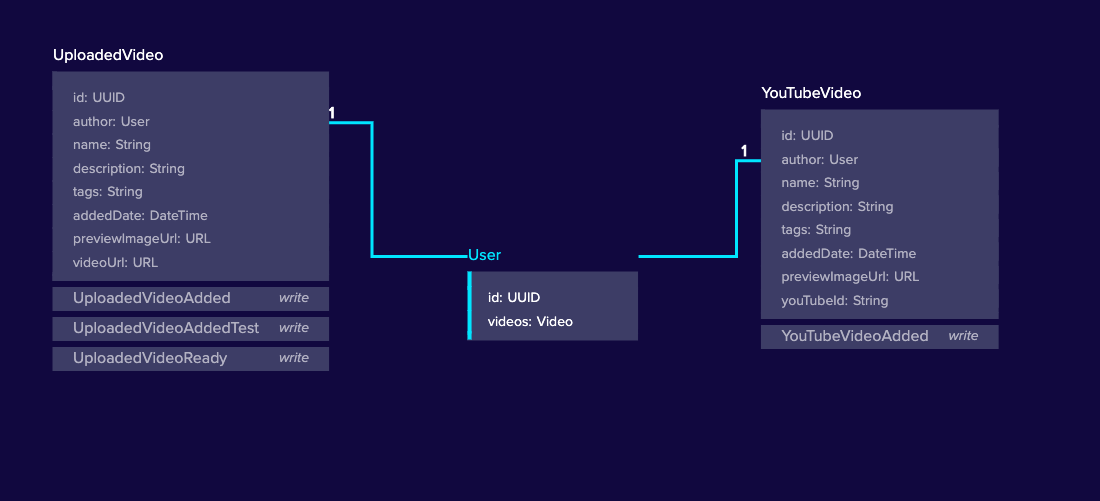 UploadedVideo
id: UUID
author: User
name: String
description: String
tags: String
addedDate: DateTime
previewImageUrl: URL
videoUrl: URL
UploadedVideoAdded write
UploadedVideoAddedTest write
UploadedVideoReady write
1
User
id: UUID
videos: Video
1
YouTubeVideo
id: UUID
author: User
name: String
description: String
tags: String
addedDate: DateTime
previewImageUrl: URL
youTubeId: String
YouTubeVideoAdded write